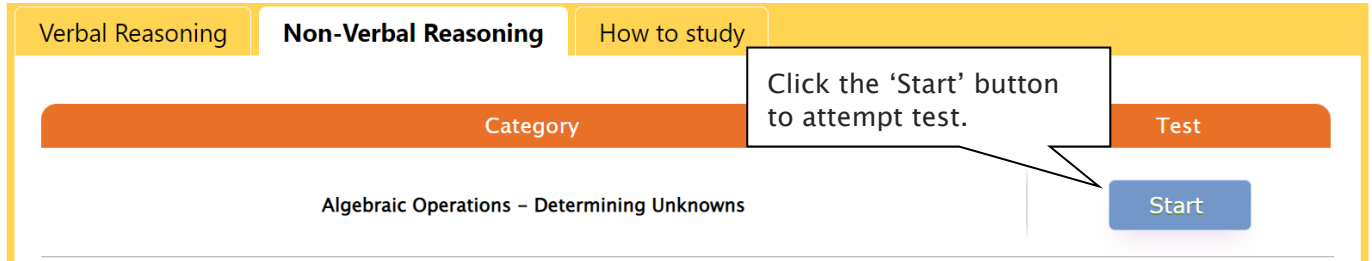 Verbal Reasoning
Non-Verbal Reasoning
How to study
Click the ‘Start’ button
to attempt test.
Category
Test
Algebraic Operations – Determining Unknowns
Start